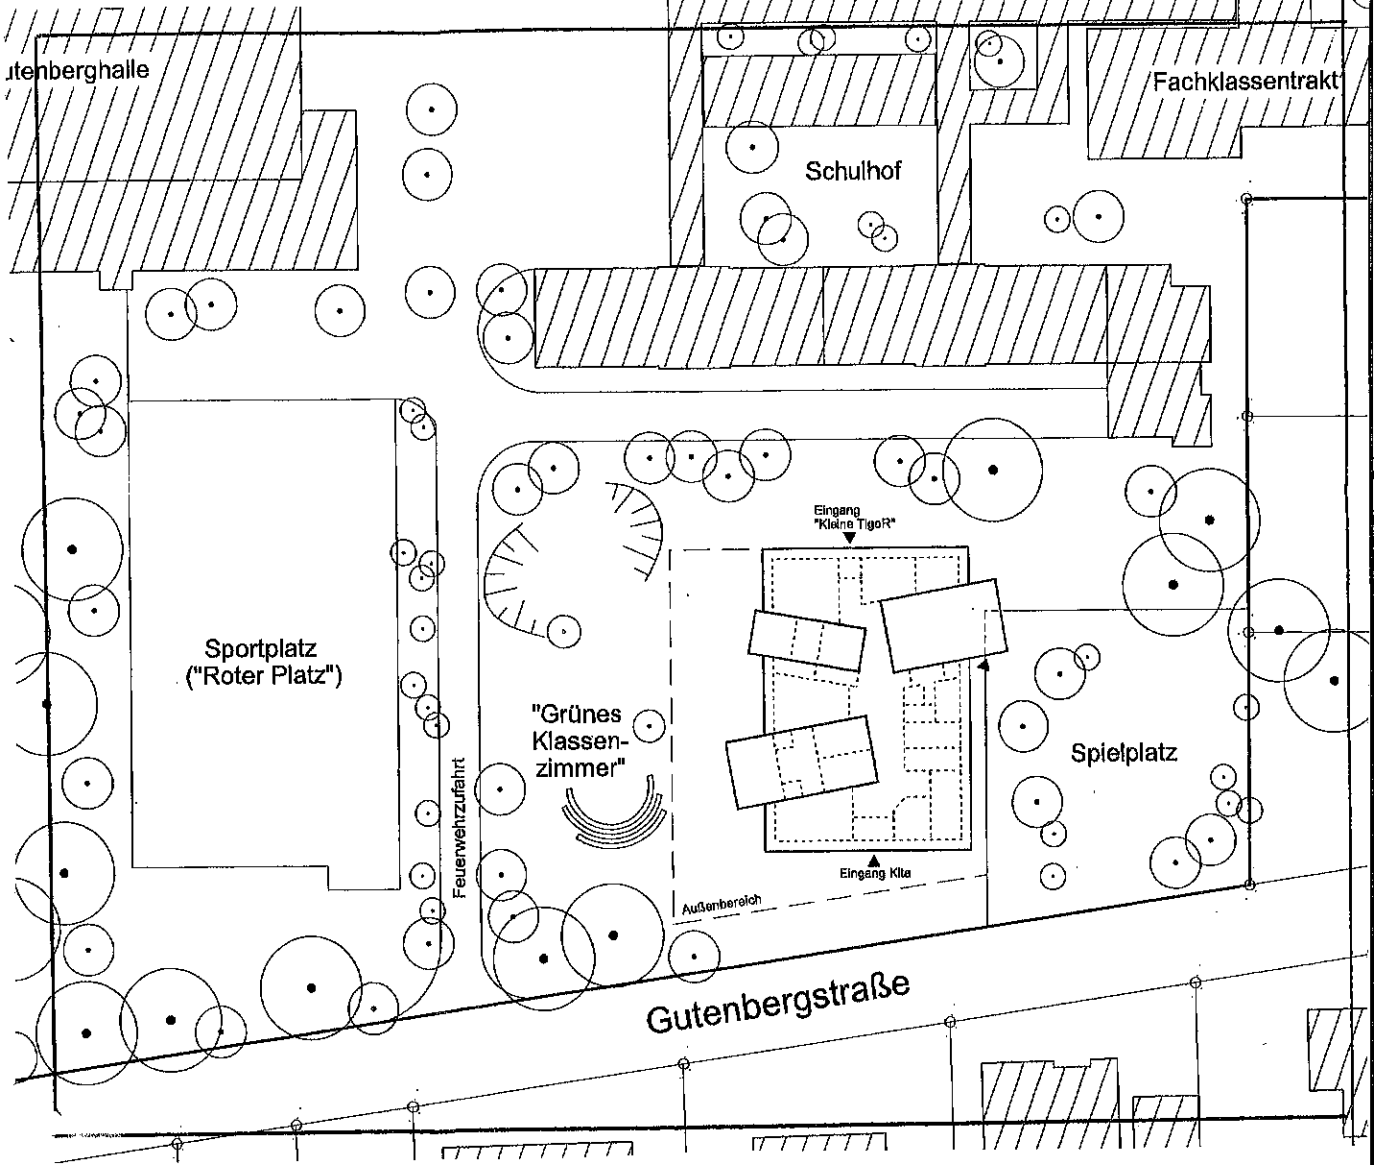 utenberghalle
Fachklassentrakt
Schulhof
Eingang
"Kleine TigoR"
Sportplatz
("Roter Platz")
"Grünes
Klassen-
zimmer"
Spielplatz
Feuerwehrzufahrt
Eingang Kita
Außenbereich
Gutenbergstraße